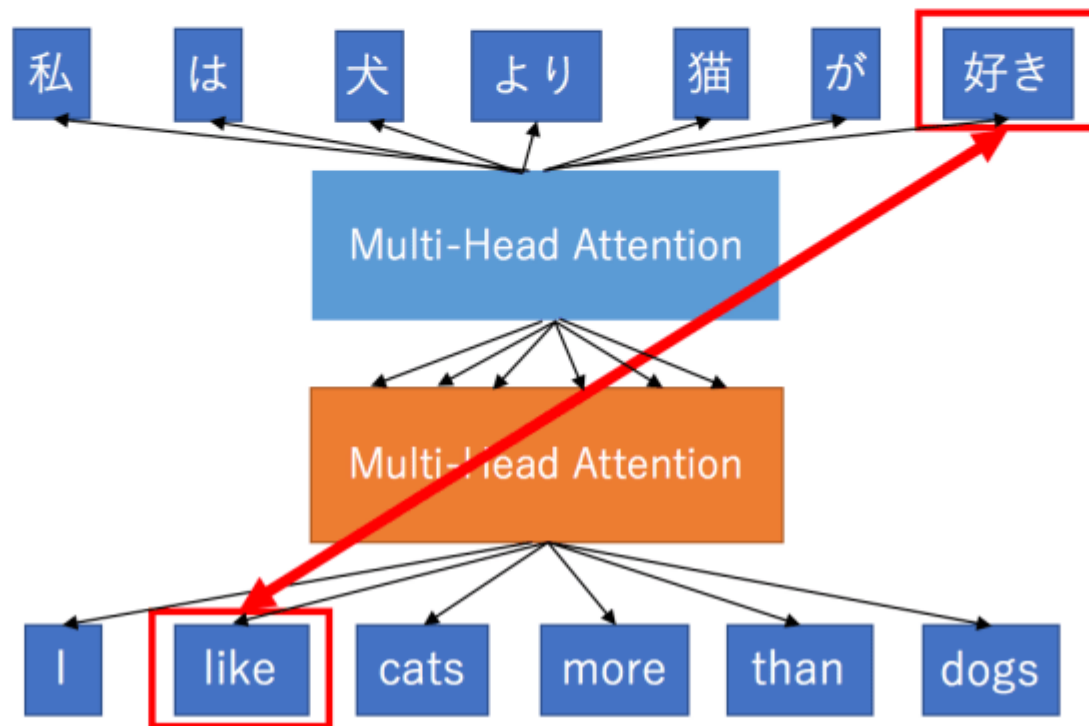 私 は 犬 より 猫 が 好き
Multi-Head Attention
Multi-Head Attention
I like cats more than dogs